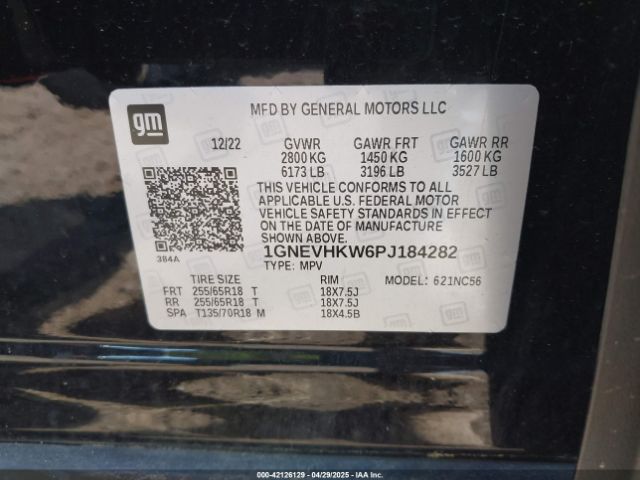 gm
MFD BY GENERAL MOTORS LLC
12/22 GVWR GAWR FRT GAWR RR
2800 KG 1450 KG 1600 KG
6173 LB 3196 LB 3527 LB
THIS VEHICLE CONFORMS TO ALL
APPLICABLE U.S. FEDERAL MOTOR
VEHICLE SAFETY STANDARDS IN EFFECT
ON THE DATE OF MANUFACTURE
SHOWN ABOVE.
384A
1GNEVHKW6PJ184282
TYPE: MPV MODEL: 621NC56
TIRE SIZE RIM
FRT 255/65R18 T 18X7.5J
RR 255/65R18 T 18X7.5J
SPA T135/70R18 M 18X4.5B
000-42126129 - 04/29/2025 - IAA Inc.